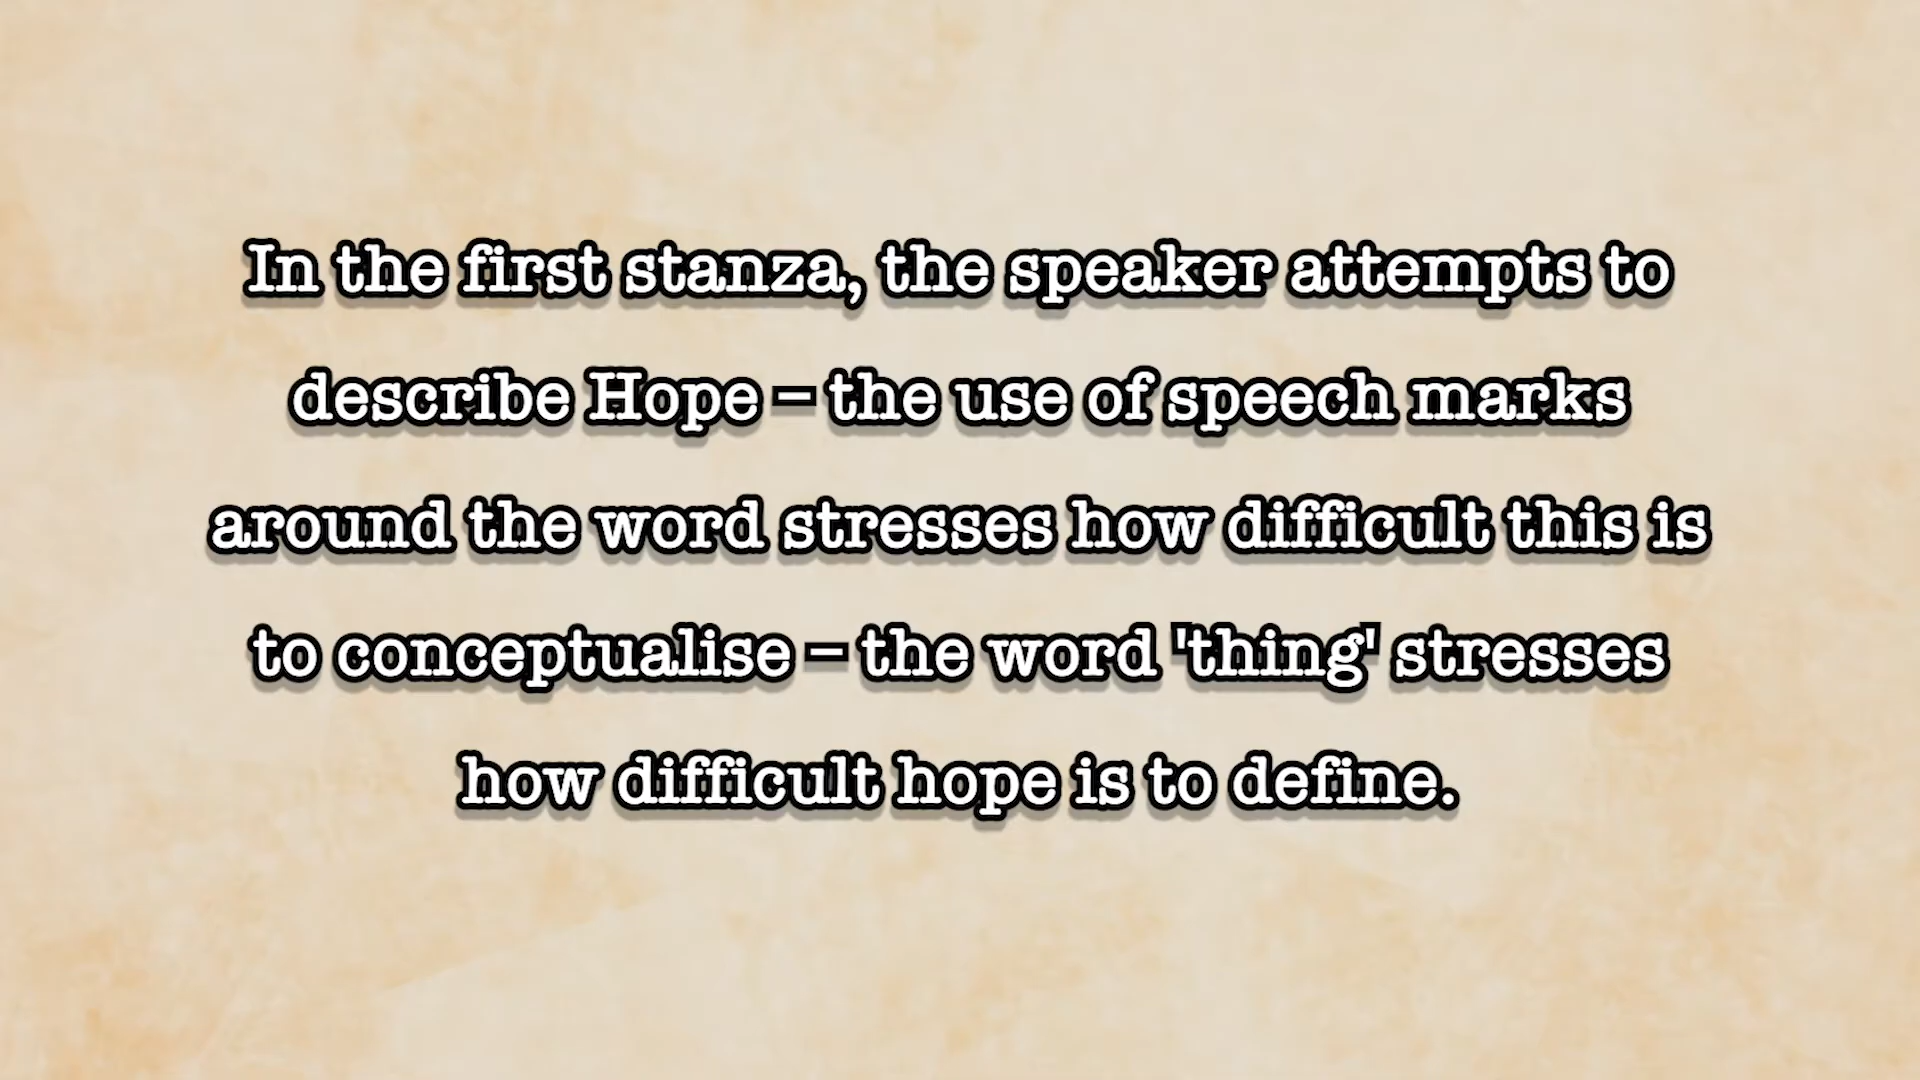 In the first stanza, the speaker attempts to
describe Hope – the use of speech marks
around the word stresses how difficult this is
to conceptualise – the word 'thing' stresses
how difficult hope is to define.